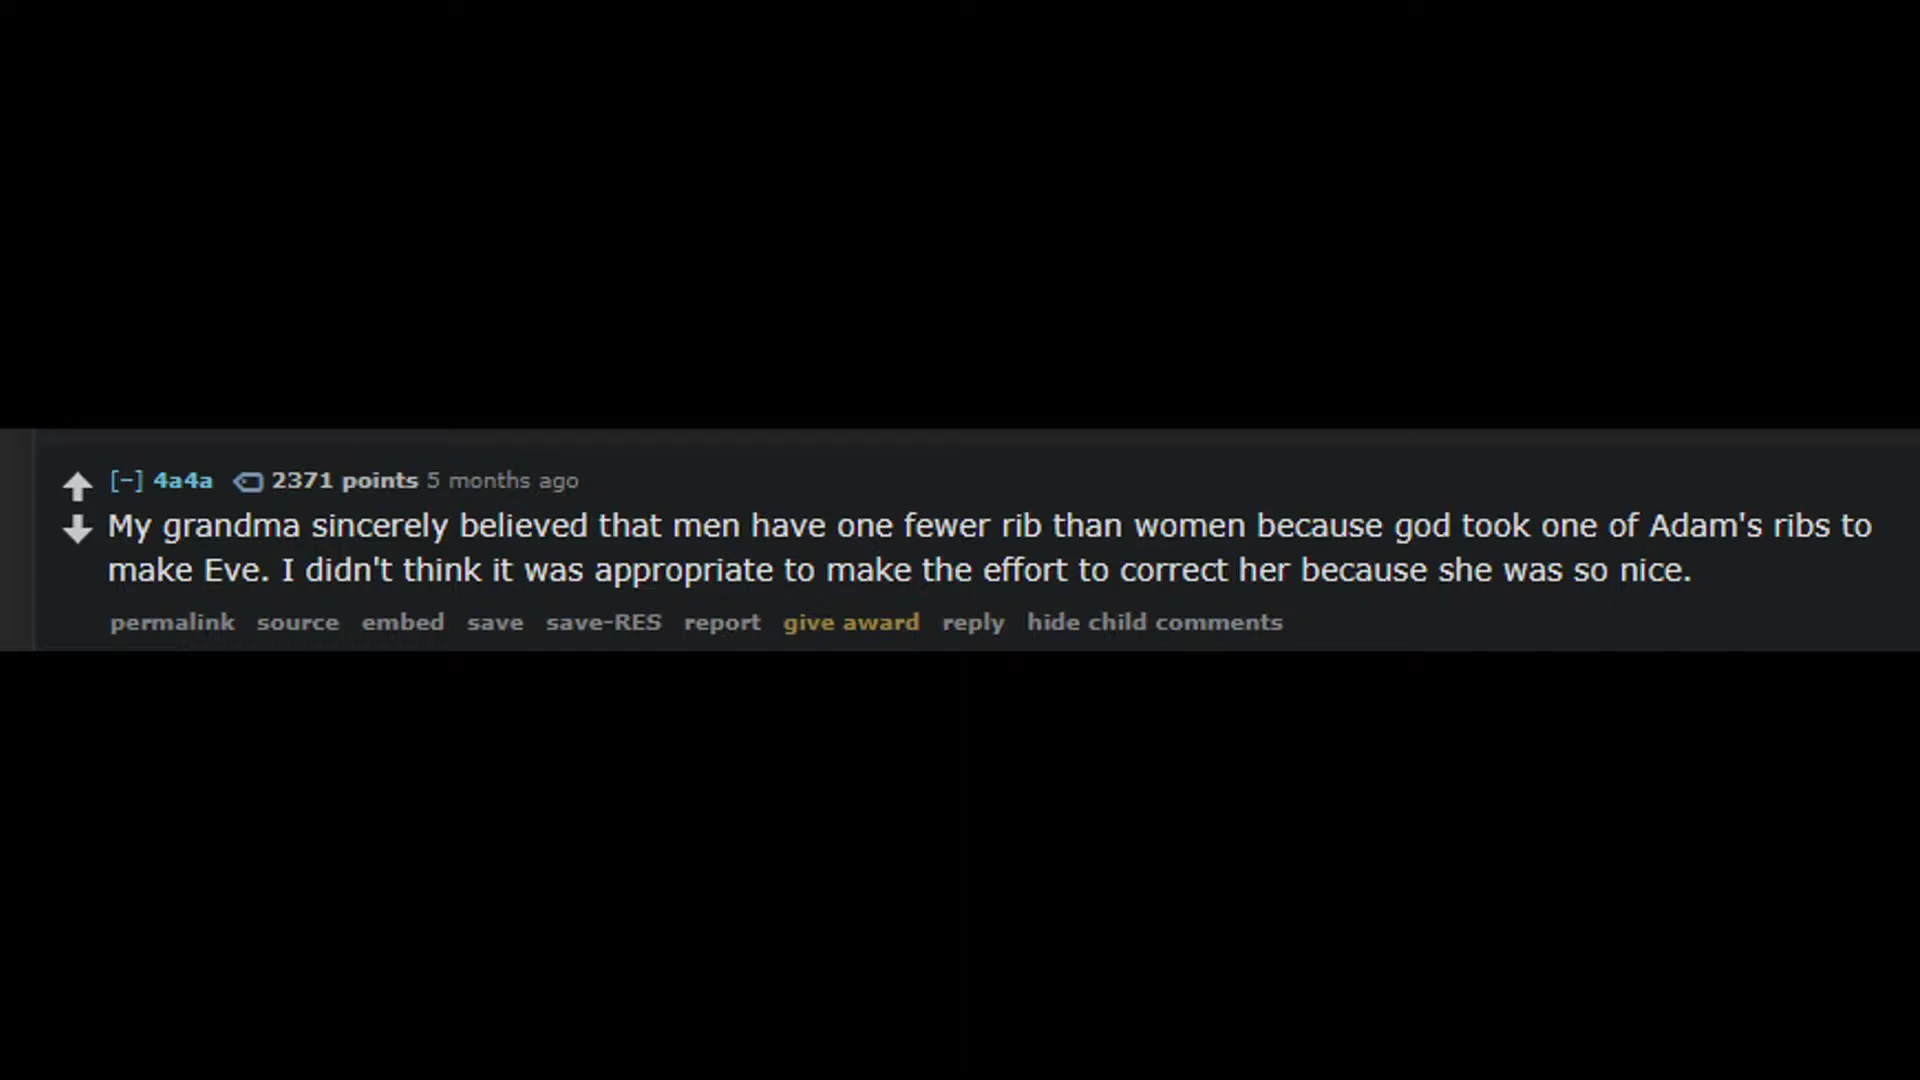 [-] 4a4a 2371 points 5 months ago
My grandma sincerely believed that men have one fewer rib than women because god took one of Adam's ribs to
make Eve. I didn't think it was appropriate to make the effort to correct her because she was so nice.
permalink source embed save save-RES report give award reply hide child comments